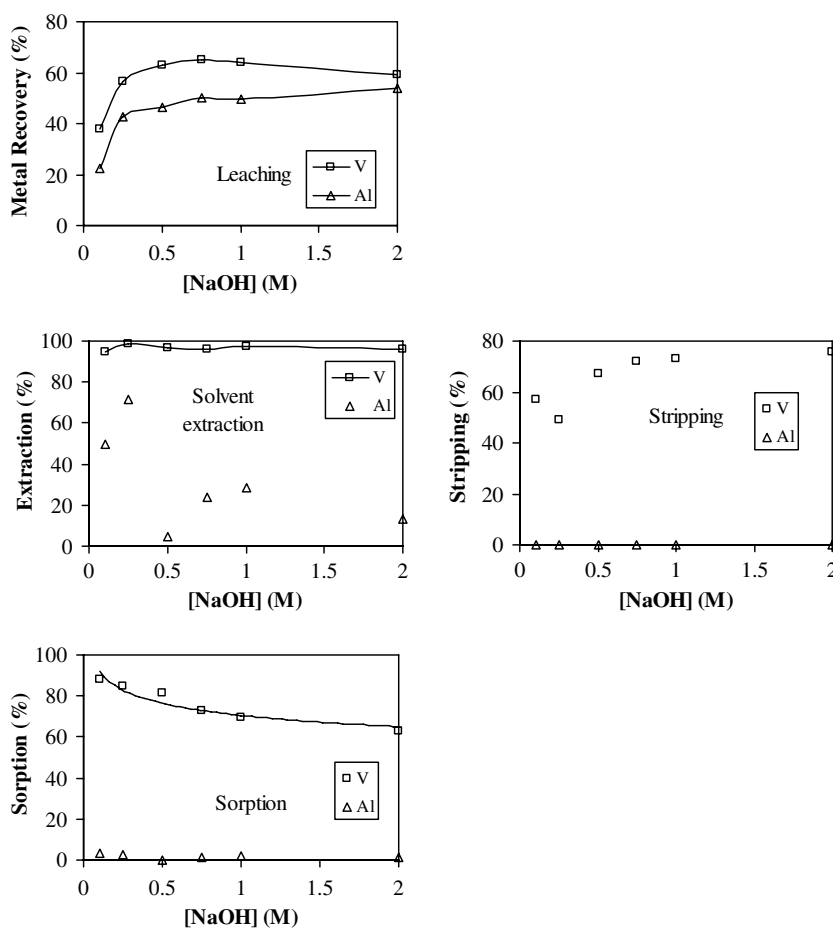 80
60
40
20
0
Metal Recovery (%)
Leaching
V
Al
0 0.5 1 1.5 2
[NaOH] (M)
100
80
60
40
20
0
Extraction (%)
Solvent
extraction
V
Al
0 0.5 1 1.5 2
[NaOH] (M)
80
60
40
20
0
Stripping (%)
Stripping
V
Al
0 0.5 1 1.5 2
[NaOH] (M)
100
80
60
40
20
0
Sorption (%)
Sorption
V
Al
0 0.5 1 1.5 2
[NaOH] (M)